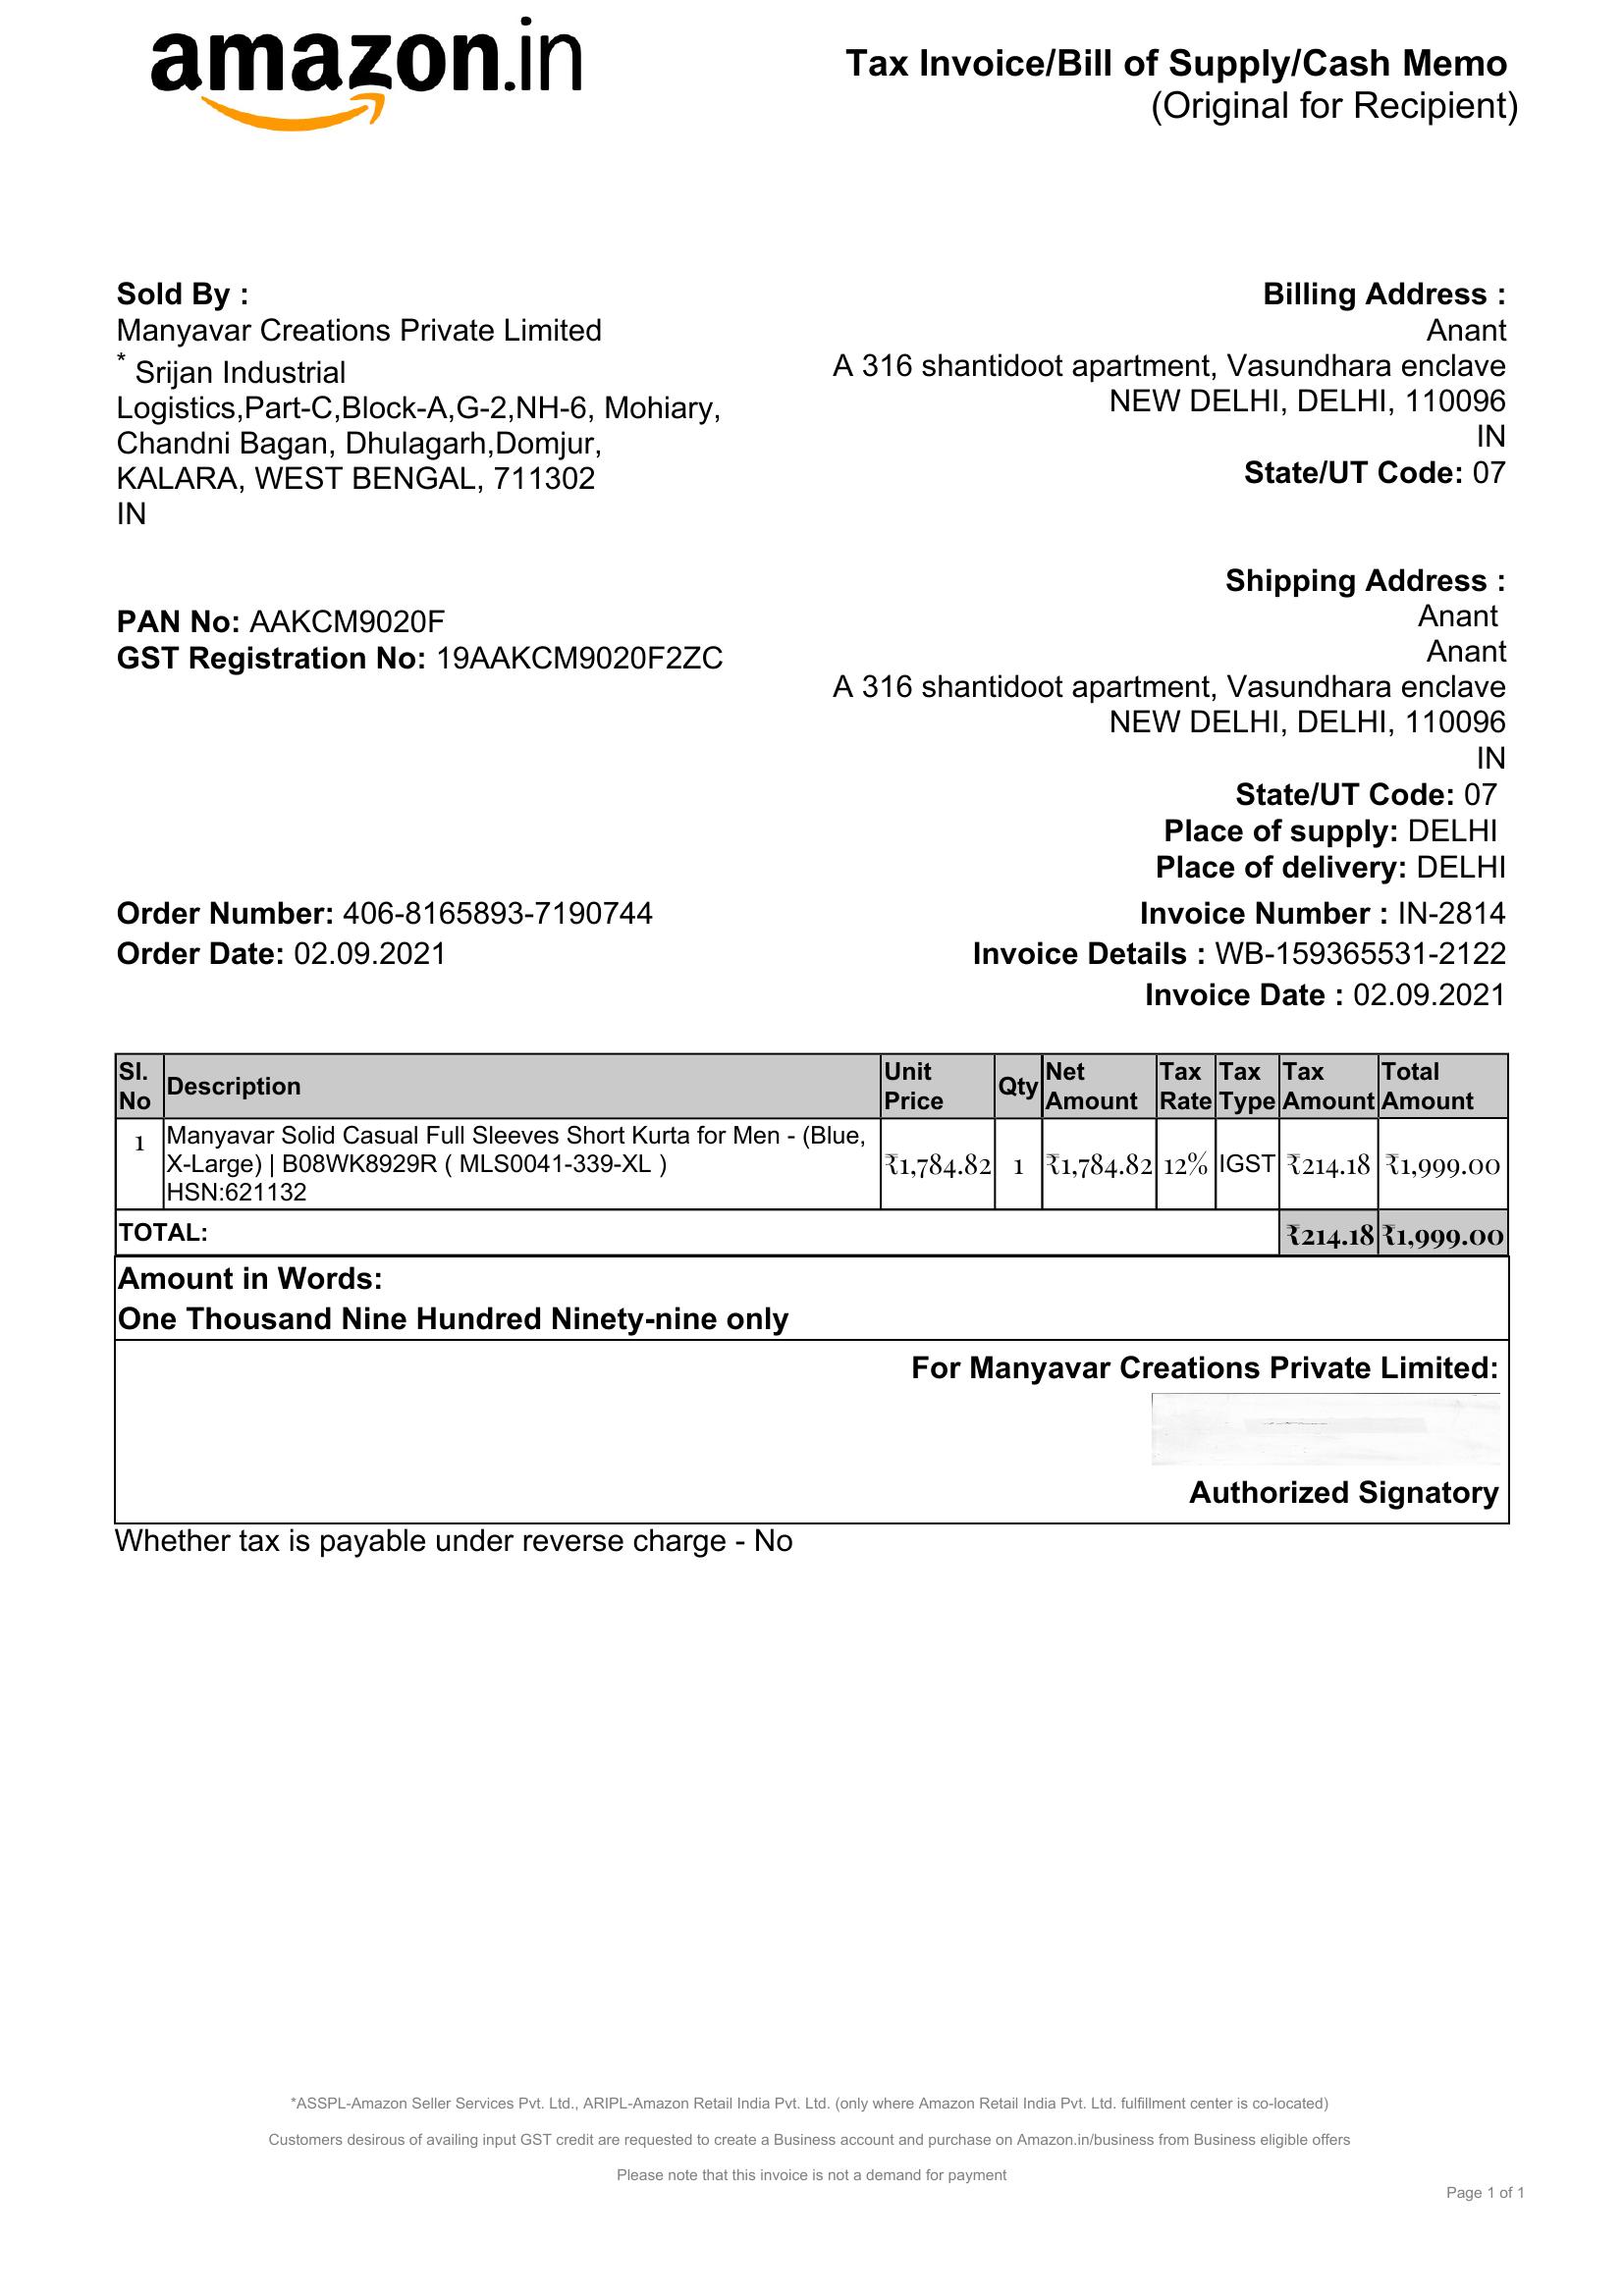 amazon.in
Tax Invoice/Bill of Supply/Cash Memo
(Original for Recipient)
Sold By :
Manyavar Creations Private Limited
* Srijan Industrial
Logistics,Part-C,Block-A,G-2,NH-6, Mohiary,
Chandni Bagan, Dhulagarh,Domjur,
KALARA, WEST BENGAL, 711302
IN
PAN No: AAKCM9020F
GST Registration No: 19AAKCM9020F2ZC
Billing Address :
Anant
A 316 shantidoot apartment, Vasundhara enclave
NEW DELHI, DELHI, 110096
IN
State/UT Code: 07
Shipping Address :
Anant
Anant
A 316 shantidoot apartment, Vasundhara enclave
NEW DELHI, DELHI, 110096
IN
State/UT Code: 07
Place of supply: DELHI
Place of delivery: DELHI
Order Number: 406-8165893-7190744
Order Date: 02.09.2021
Invoice Number : IN-2814
Invoice Details : WB-159365531-2122
Invoice Date : 02.09.2021
Sl. No Description Unit Price Qty Net Amount Tax Rate Tax Type Tax Amount Total Amount
1 Manyavar Solid Casual Full Sleeves Short Kurta for Men - (Blue,
X-Large) | B08WK8929R ( MLS0041-339-XL ) ₹1,784.82 1 ₹1,784.82 12% IGST ₹214.18 ₹1,999.00
HSN:621132
TOTAL: ₹214.18 ₹1,999.00
Amount in Words:
One Thousand Nine Hundred Ninety-nine only
For Manyavar Creations Private Limited:
Authorized Signatory
Whether tax is payable under reverse charge - No
*ASSPL-Amazon Seller Services Pvt. Ltd., ARIPL-Amazon Retail India Pvt. Ltd. (only where Amazon Retail India Pvt. Ltd. fulfillment center is co-located)
Customers desirous of availing input GST credit are requested to create a Business account and purchase on Amazon.in/business from Business eligible offers
Please note that this invoice is not a demand for payment
Page 1 of 1